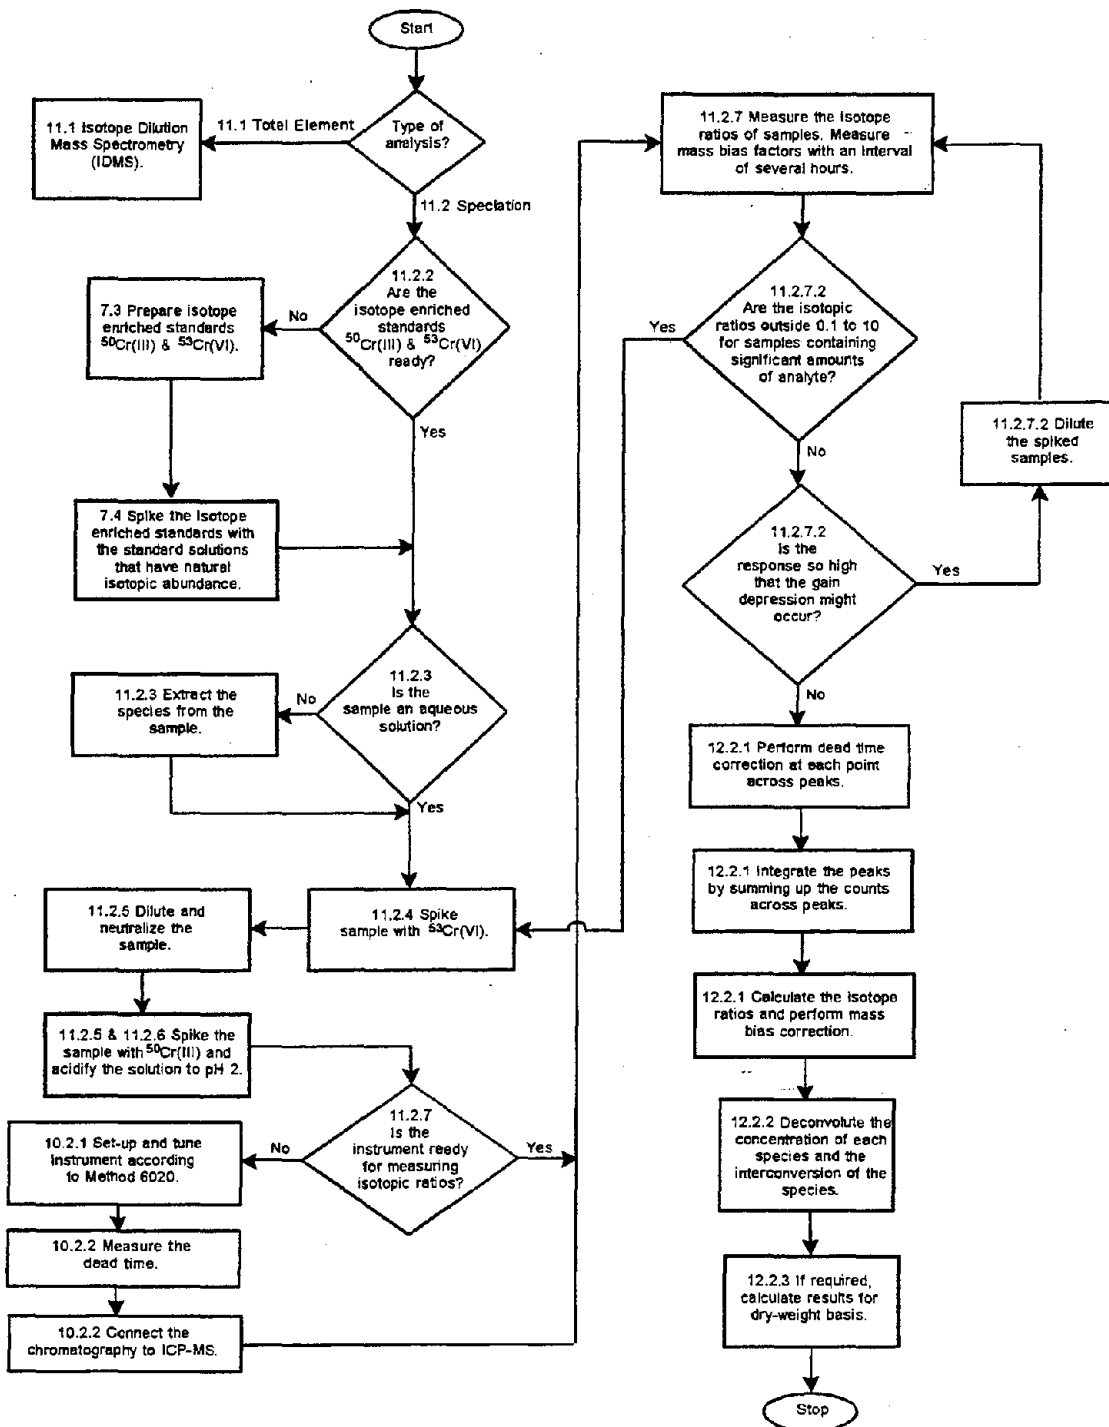 Start
Type of
analysis?
11.1 Total Element
11.1 Isotope Dilution
Mass Spectrometry
(IDMS).
11.2 Speciation
11.2.2
Are the
isotope enriched
standards
⁵⁰Cr(III) & ⁵³Cr(VI)
ready?
No
7.3 Prepare isotope
enriched standards
⁵⁰Cr(III) & ⁵³Cr(VI).
Yes
7.4 Spike the isotope
enriched standards with
the standard solutions
that have natural
isotopic abundance.
11.2.3
Is the
sample an aqueous
solution?
No
11.2.3 Extract the
species from the
sample.
Yes
11.2.4 Spike
sample with ⁵³Cr(VI).
11.2.5 Dilute and
neutralize the
sample.
11.2.5 & 11.2.6 Spike the
sample with ⁵⁰Cr(III) and
acidify the solution to pH 2.
11.2.7
Is the
instrument ready
for measuring
isotopic ratios?
No
Yes
10.2.1 Set-up and tune
instrument according
to Method 6020.
10.2.2 Measure the
dead time.
10.2.2 Connect the
chromatography to ICP-MS.
11.2.7 Measure the isotope
ratios of samples. Measure
mass bias factors with an interval
of several hours.
11.2.7.2
Are the isotopic
ratios outside 0.1 to 10
for samples containing
significant amounts
of analyte?
Yes
No
11.2.7.2 Dilute
the spiked
samples.
11.2.7.2
Is the
response so high
that the gain
depression might
occur?
Yes
No
12.2.1 Perform dead time
correction at each point
across peaks.
12.2.1 Integrate the peaks
by summing up the counts
across peaks.
12.2.1 Calculate the isotope
ratios and perform mass
bias correction.
12.2.2 Deconvolute the
concentration of each
species and the
interconversion of the
species.
12.2.3 If required,
calculate results for
dry-weight basis.
Stop